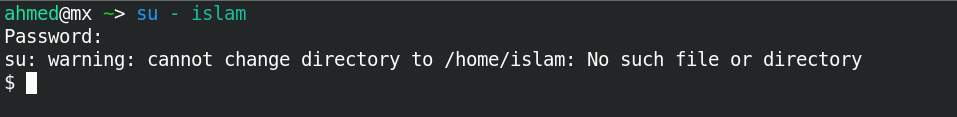 ahmed@mx ~> su - islam
Password:
su: warning: cannot change directory to /home/islam: No such file or directory
$